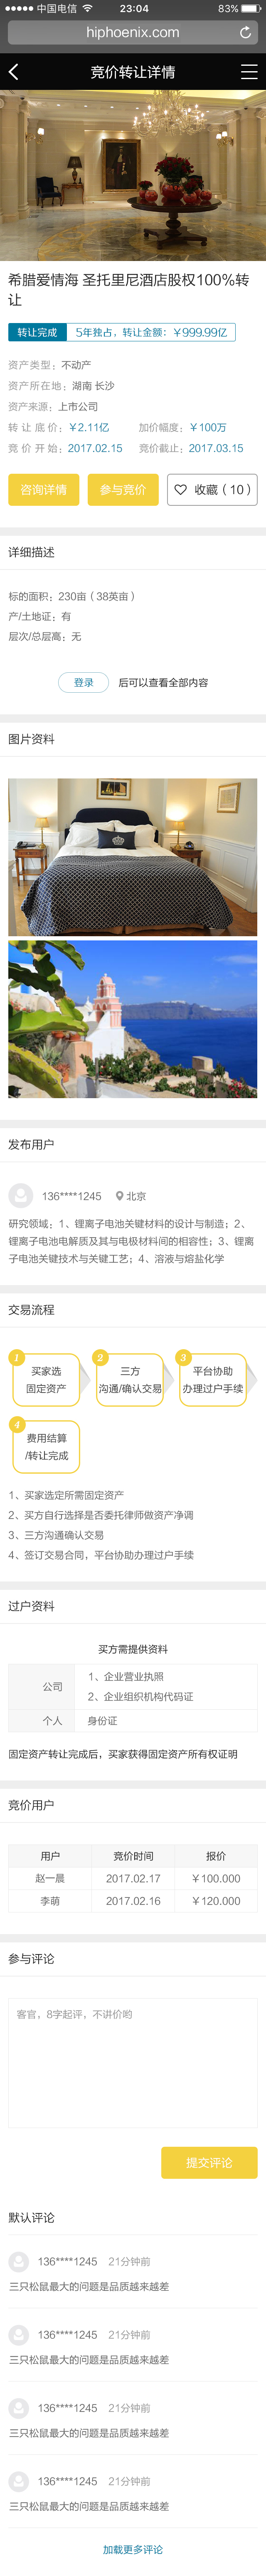 中国电信 23:04 83%
hiphoenix.com
竞价转让详情
希腊爱情海 圣托里尼酒店股权100%转
让
转让完成 5年独占，转让金额：￥999.99亿
资产类型：不动产
资产所在地：湖南 长沙
资产来源：上市公司
转 让 底 价：￥2.11亿 加价幅度：￥100万
竞 价 开 始：2017.02.15 竞价截止：2017.03.15
咨询详情 参与竞价 收藏（10）
详细描述
标的面积：230亩（38英亩）
产/土地证：有
层次/总层高：无
登录 后可以查看全部内容
图片资料
发布用户
136****1245 北京
研究领域：1、锂离子电池关键材料的设计与制造；2、
锂离子电池电解质及其与电极材料间的相容性；3、锂离
子电池关键技术与关键工艺；4、溶液与熔盐化学
交易流程
1 买家选
固定资产
2 三方
沟通/确认交易
3 平台协助
办理过户手续
4 费用结算
/转让完成
1、买家选定所需固定资产
2、买方自行选择是否委托律师做资产净调
3、三方沟通确认交易
4、签订交易合同，平台协助办理过户手续
过户资料
买方需提供资料
公司 1、企业营业执照
2、企业组织机构代码证
个人 身份证
固定资产转让完成后，买家获得固定资产所有权证明
竞价用户
用户 竞价时间 报价
赵一晨 2017.02.17 ￥100.000
李萌 2017.02.16 ￥120.000
参与评论
客官，8字起评，不讲价哟
提交评论
默认评论
136****1245 21分钟前
三只松鼠最大的问题是品质越来越差
136****1245 21分钟前
三只松鼠最大的问题是品质越来越差
136****1245 21分钟前
三只松鼠最大的问题是品质越来越差
136****1245 21分钟前
三只松鼠最大的问题是品质越来越差
加载更多评论